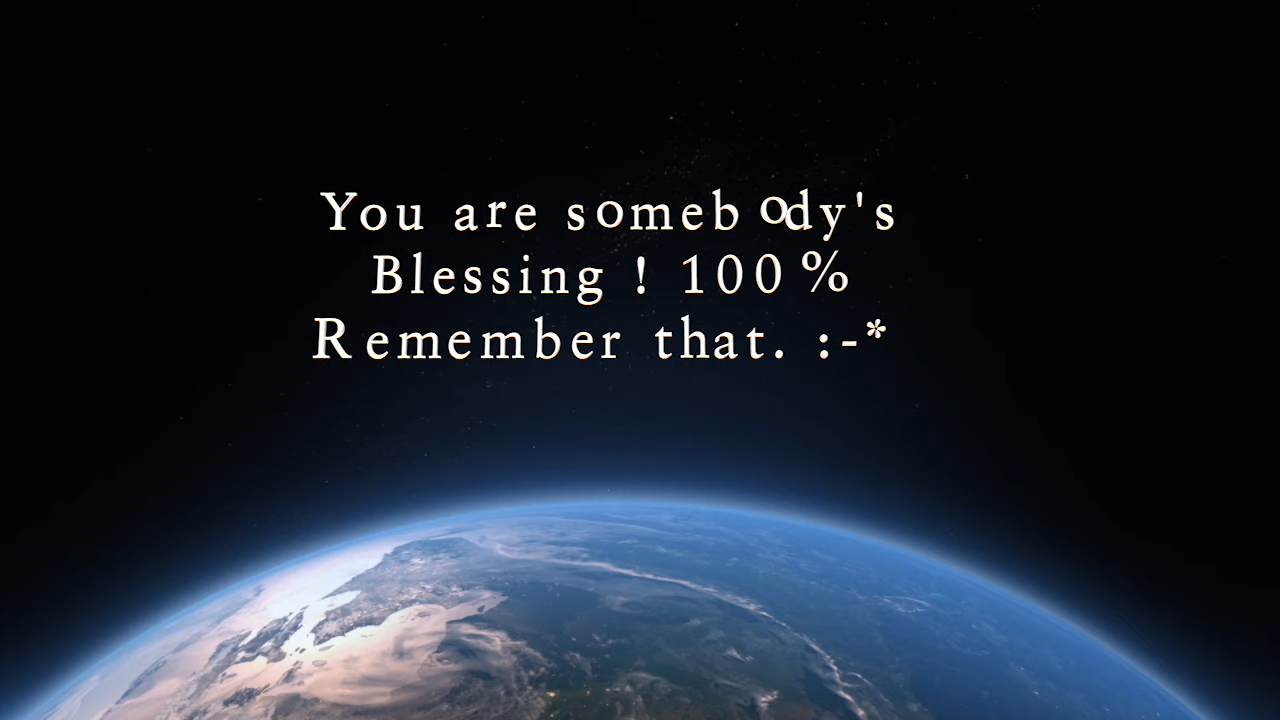 You are somebody's
Blessing ! 100 %
Remember that. :-*